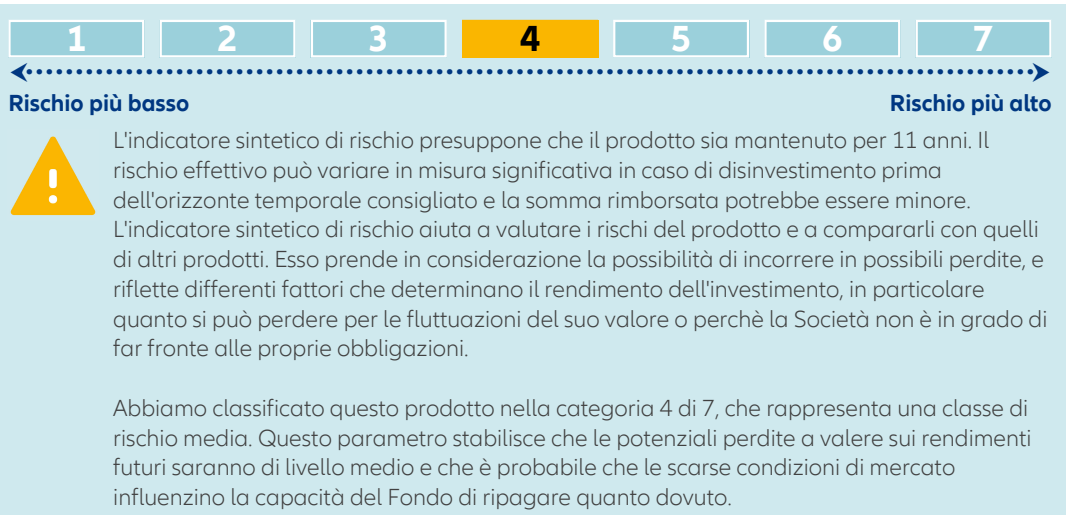 1 2 3 4 5 6 7
Rischio più basso Rischio più alto
L'indicatore sintetico di rischio presuppone che il prodotto sia mantenuto per 11 anni. Il
rischio effettivo può variare in misura significativa in caso di disinvestimento prima
dell'orizzonte temporale consigliato e la somma rimborsata potrebbe essere minore.
L'indicatore sintetico di rischio aiuta a valutare i rischi del prodotto e a compararli con quelli
di altri prodotti. Esso prende in considerazione la possibilità di incorrere in possibili perdite, e
riflette differenti fattori che determinano il rendimento dell'investimento, in particolare
quanto si può perdere per le fluttuazioni del suo valore o perchè la Società non è in grado di
far fronte alle proprie obbligazioni.
Abbiamo classificato questo prodotto nella categoria 4 di 7, che rappresenta una classe di
rischio media. Questo parametro stabilisce che le potenziali perdite a valere sui rendimenti
futuri saranno di livello medio e che è probabile che le scarse condizioni di mercato
influenzino la capacità del Fondo di ripagare quanto dovuto.